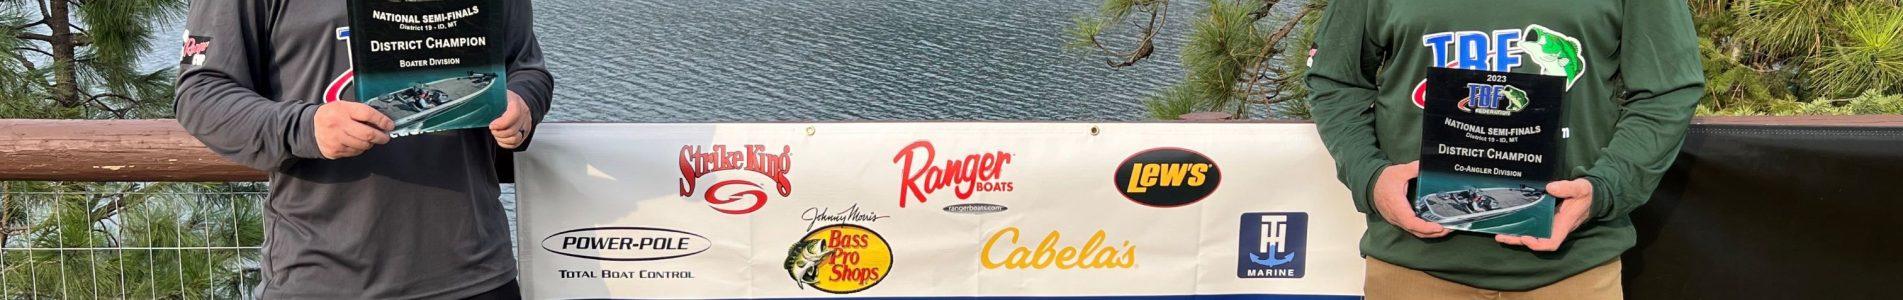 NATIONAL SEMI-FINALS
District 19 - ID, MT
DISTRICT CHAMPION
BOATER DIVISION
Ranger
Strike King
Ranger
BOATS
rangerboats.com
LEW'S
POWER-POLE
TOTAL BOAT CONTROL
Johnny Morris
Bass
Pro
Shops
Cabela's
TH
MARINE
TBF
2023
TBF
FEDERATION
NATIONAL SEMI-FINALS
District 19 - ID, MT
DISTRICT CHAMPION
CO-ANGLER DIVISION